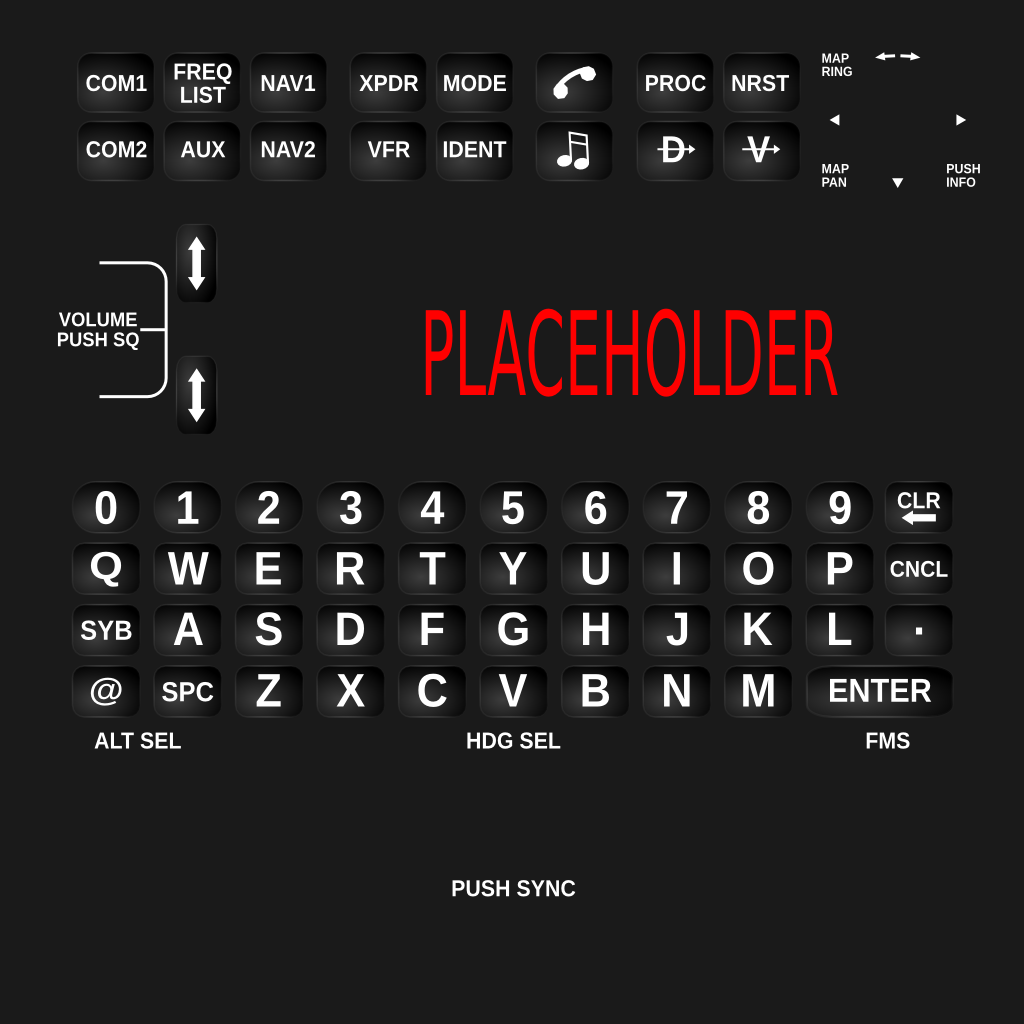 COM1 FREQ LIST NAV1 XPDR MODE PROC NRST
MAP RING
COM2 AUX NAV2 VFR IDENT D V
MAP PAN
PUSH INFO
VOLUME
PUSH SQ
PLACEHOLDER
0 1 2 3 4 5 6 7 8 9 CLR
Q W E R T Y U I O P CNCL
SYB A S D F G H J K L ·
@ SPC Z X C V B N M ENTER
ALT SEL HDG SEL FMS
PUSH SYNC